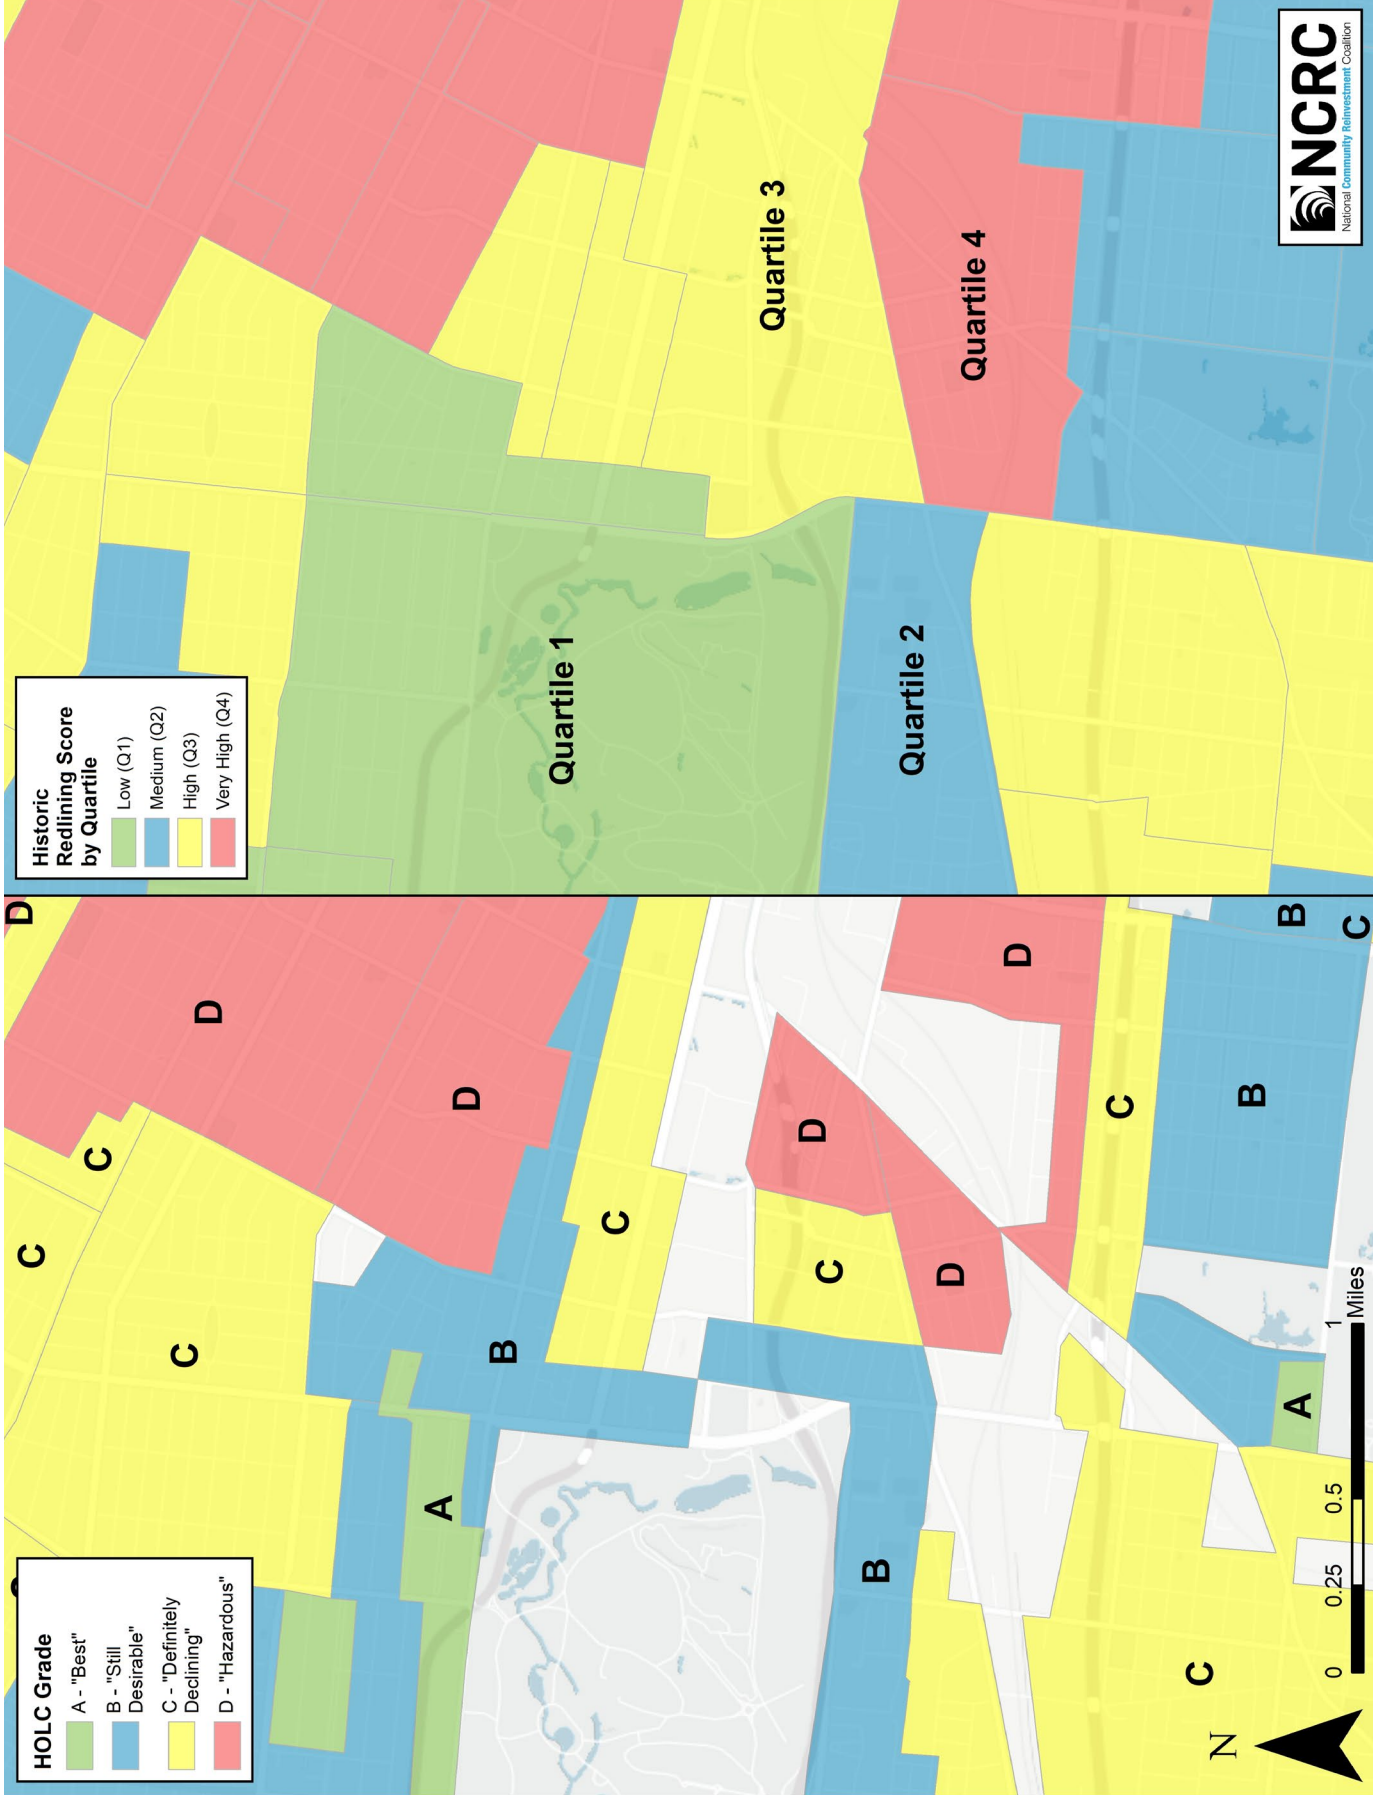 HOLC Grade
A - "Best"
B - "Still
Desirable"
C - "Definitely
Declining"
D - "Hazardous"
D
D
D
C
C
C
A
B
C
D
C
D
D
B
C
B
B
C
A
C
N
0
0.25
0.5
1
Miles
Historic
Redlining Score
by Quartile
Low (Q1)
Medium (Q2)
High (Q3)
Very High (Q4)
Quartile 1
Quartile 2
Quartile 3
Quartile 4
NCRC
National Community Reinvestment Coalition